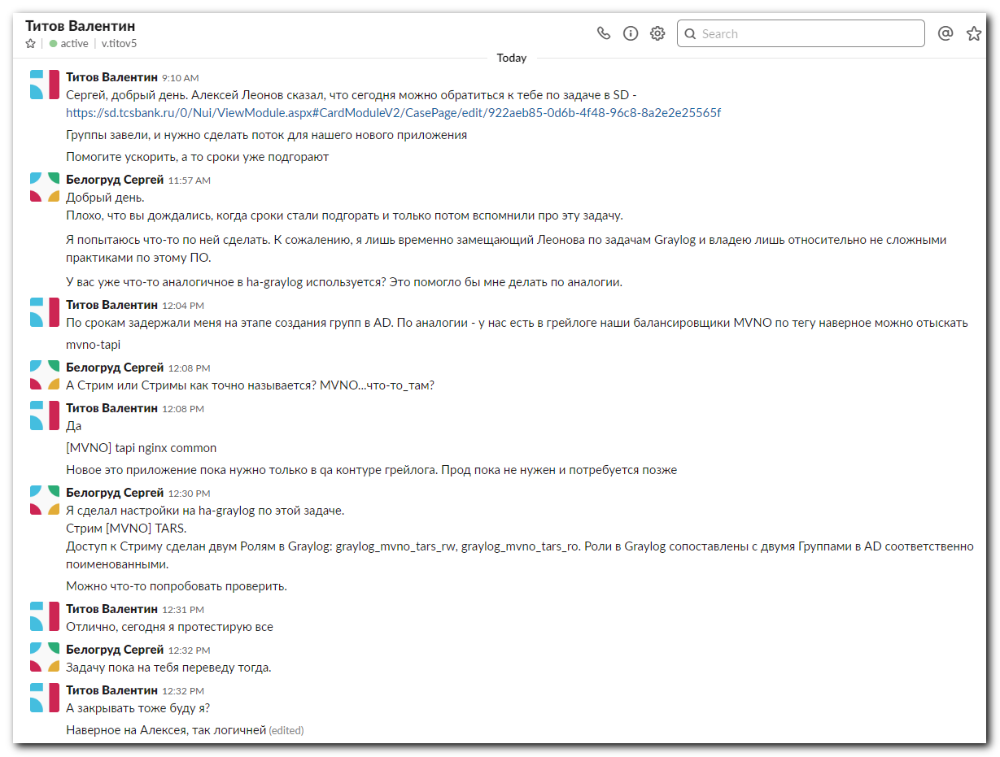 Титов Валентин
active
v.titov5
Search
Today
Титов Валентин 9:10 AM
Сергей, добрый день. Алексей Леонов сказал, что сегодня можно обратиться к тебе по задаче в SD -
https://sd.tcsbank.ru/0/Nui/ViewModule.aspx#CardModuleV2/CasePage/edit/922aeb85-0d6b-4f48-96c8-8a2e2e25565f
Группы завели, и нужно сделать поток для нашего нового приложения
Помогите ускорить, а то сроки уже подгорают
Белогруд Сергей 11:57 AM
Добрый день.
Плохо, что вы дождались, когда сроки стали подгорать и только потом вспомнили про эту задачу.
Я попытаюсь что-то по ней сделать. К сожалению, я лишь временно замещающий Леонова по задачам Graylog и владею лишь относительно не сложными
практиками по этому ПО.
У вас уже что-то аналогичное в ha-graylog используется? Это помогло бы мне делать по аналогии.
Титов Валентин 12:04 PM
По срокам задержали меня на этапе создания групп в AD. По аналогии - у нас есть в грейлоге наши балансировщики MVNO по тегу наверное можно отыскать
mvno-tapi
Белогруд Сергей 12:08 PM
А Стрим или Стримы как точно называется? MVNO...что-то_там?
Титов Валентин 12:08 PM
Да
[MVNO] tapi nginx common
Новое это приложение пока нужно только в qa контуре грейлога. Прод пока не нужен и потребуется позже
Белогруд Сергей 12:30 PM
Я сделал настройки на ha-graylog по этой задаче.
Стрим [MVNO] TARS.
Доступ к Стриму сделан двум Ролям в Graylog: graylog_mvno_tars_rw, graylog_mvno_tars_ro. Роли в Graylog сопоставлены с двумя Группами в AD соответственно
поименованными.
Можно что-то попробовать проверить.
Титов Валентин 12:31 PM
Отлично, сегодня я протестирую все
Белогруд Сергей 12:32 PM
Задачу пока на тебя переведу тогда.
Титов Валентин 12:32 PM
А закрывать тоже буду я?
Наверное на Алексея, так логичней (edited)